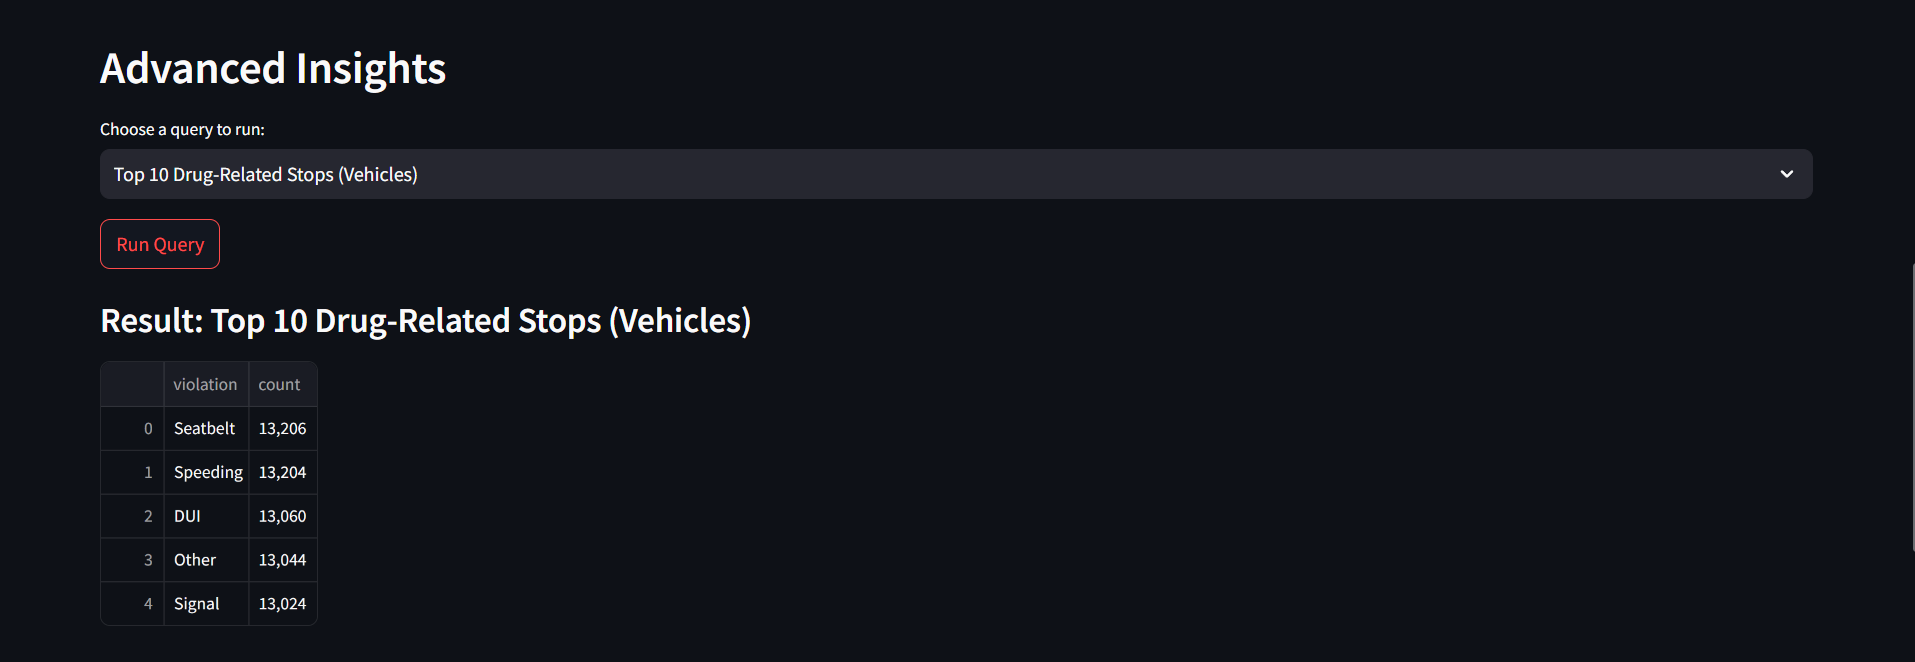 Advanced Insights
Choose a query to run:
Top 10 Drug-Related Stops (Vehicles)
Run Query
Result: Top 10 Drug-Related Stops (Vehicles)
violation count
0 Seatbelt 13,206
1 Speeding 13,204
2 DUI 13,060
3 Other 13,044
4 Signal 13,024